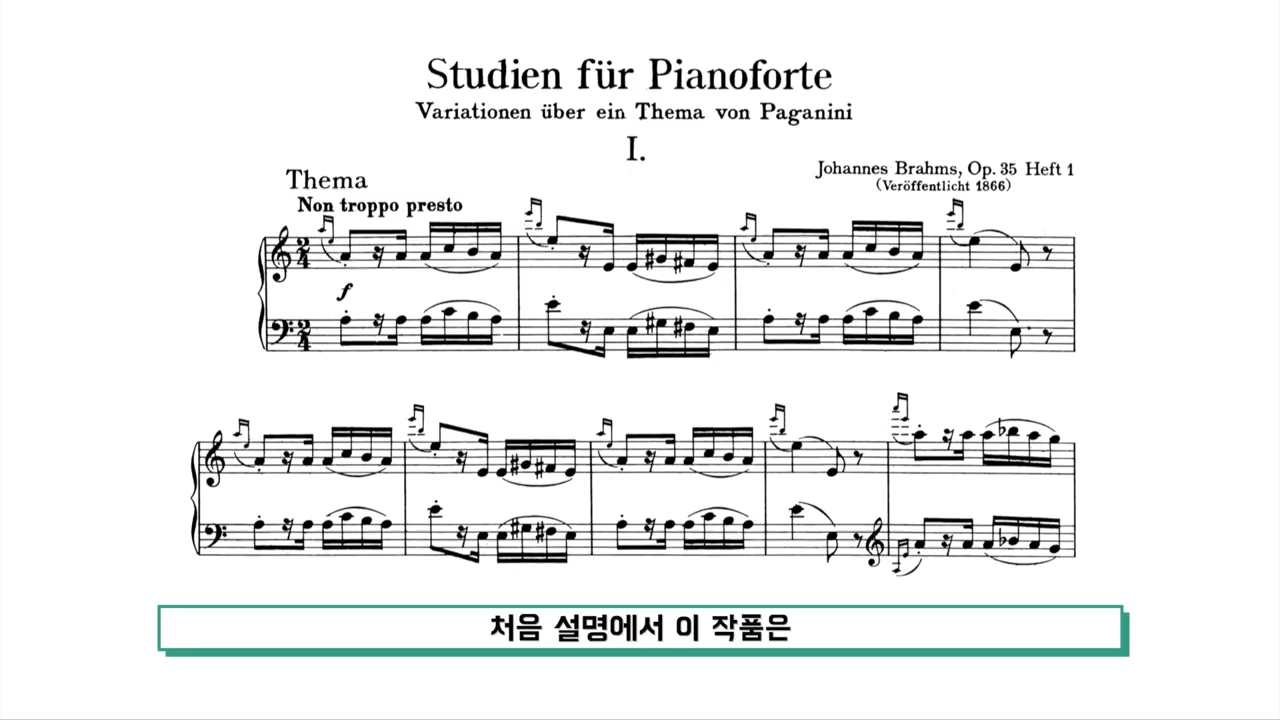 Studien für Pianoforte
Variationen über ein Thema von Paganini
I.
Johannes Brahms, Op. 35 Heft 1
(Veröffentlicht 1866)
Thema
Non troppo presto
f
처음 설명에서 이 작품은